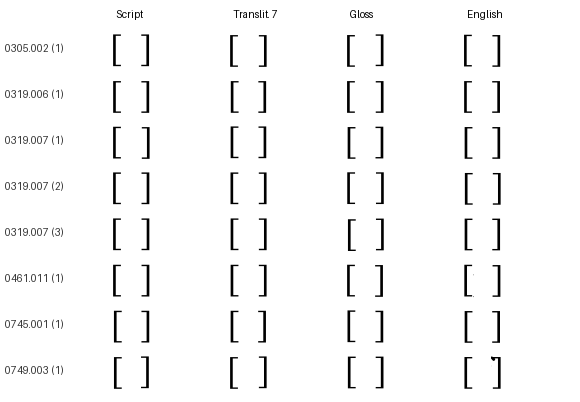 Script Translit. 7 Gloss English
0305.002 (1) [ ] [ ] [ ] [ ]
0319.006 (1) [ ] [ ] [ ] [ ]
0319.007 (1) [ ] [ ] [ ] [ ]
0319.007 (2) [ ] [ ] [ ] [ ]
0319.007 (3) [ ] [ ] [ ] [ ]
0461.011 (1) [ ] [ ] [ ] [ ]
0745.001 (1) [ ] [ ] [ ] [ ]
0749.003 (1) [ ] [ ] [ ] [ ]